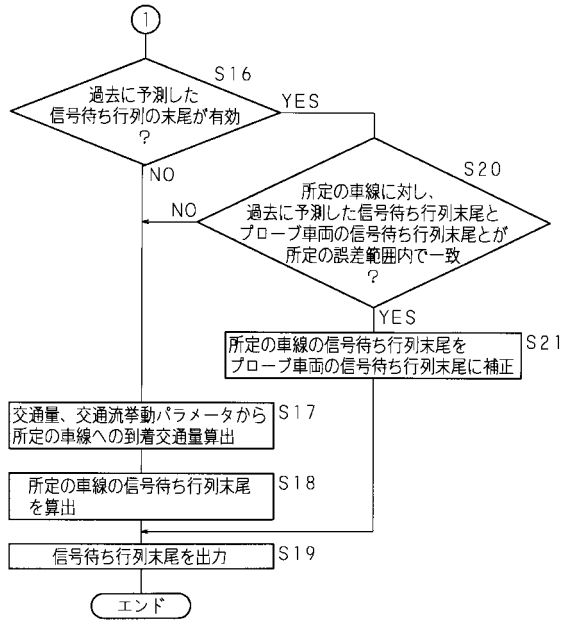 1
S16
過去に予測した
信号待ち行列の末尾が有効
?
YES
NO
S20
所定の車線に対し、
過去に予測した信号待ち行列末尾と
プローブ車両の信号待ち行列末尾とが
所定の誤差範囲内で一致
?
NO
YES
所定の車線の信号待ち行列末尾を
プローブ車両の信号待ち行列末尾に補正
S21
交通量、交通流挙動パラメータから
所定の車線への到着交通量算出
S17
所定の車線の信号待ち行列末尾
を算出
S18
信号待ち行列末尾を出力
S19
エンド